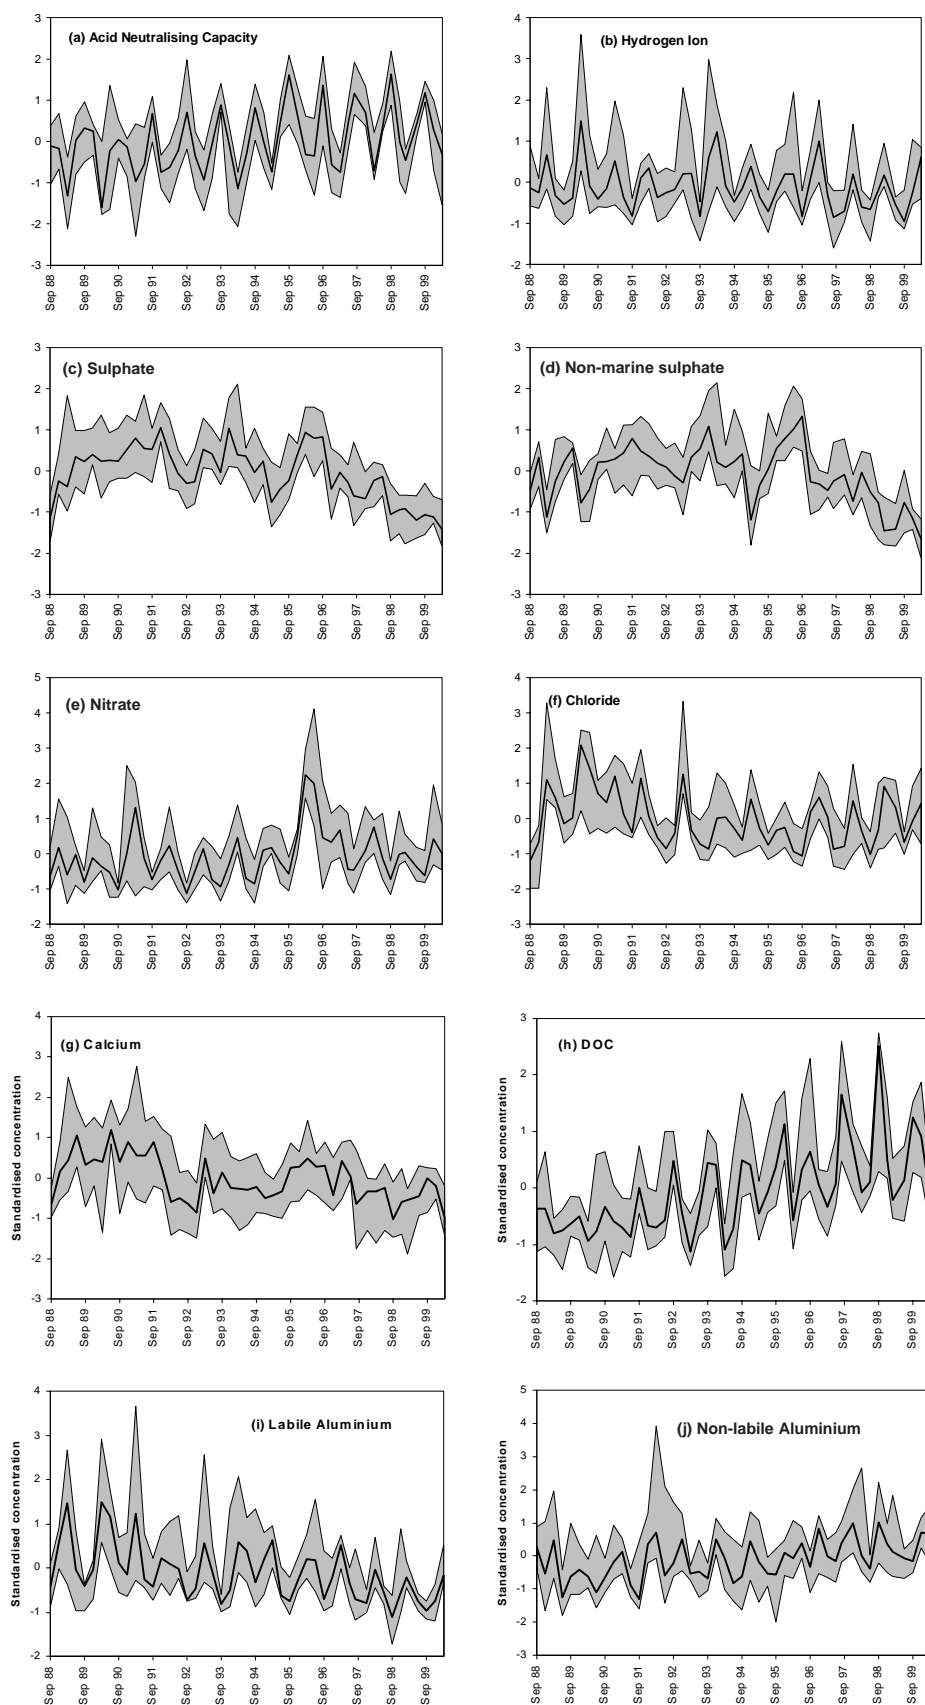 (a) Acid Neutralising Capacity
3
2
1
0
-1
-2
-3
Sep 88
Sep 89
Sep 90
Sep 91
Sep 92
Sep 93
Sep 94
Sep 95
Sep 96
Sep 97
Sep 98
Sep 99
(b) Hydrogen Ion
4
3
2
1
0
-1
-2
Sep 88
Sep 89
Sep 90
Sep 91
Sep 92
Sep 93
Sep 94
Sep 95
Sep 96
Sep 97
Sep 98
Sep 99
(c) Sulphate
3
2
1
0
-1
-2
-3
Sep 88
Sep 89
Sep 90
Sep 91
Sep 92
Sep 93
Sep 94
Sep 95
Sep 96
Sep 97
Sep 98
Sep 99
(d) Non-marine sulphate
3
2
1
0
-1
-2
-3
Sep 88
Sep 89
Sep 90
Sep 91
Sep 92
Sep 93
Sep 94
Sep 95
Sep 96
Sep 97
Sep 98
Sep 99
(e) Nitrate
5
4
3
2
1
0
-1
-2
Sep 88
Sep 89
Sep 90
Sep 91
Sep 92
Sep 93
Sep 94
Sep 95
Sep 96
Sep 97
Sep 98
Sep 99
(f) Chloride
4
3
2
1
0
-1
-2
-3
Sep 88
Sep 89
Sep 90
Sep 91
Sep 92
Sep 93
Sep 94
Sep 95
Sep 96
Sep 97
Sep 98
Sep 99
(g) Calcium
Standardised concentration
4
3
2
1
0
-1
-2
-3
Sep 88
Sep 89
Sep 90
Sep 91
Sep 92
Sep 93
Sep 94
Sep 95
Sep 96
Sep 97
Sep 98
Sep 99
(h) DOC
Standardised concentration
3
2
1
0
-1
-2
Sep 88
Sep 89
Sep 90
Sep 91
Sep 92
Sep 93
Sep 94
Sep 95
Sep 96
Sep 97
Sep 98
Sep 99
(i) Labile Aluminium
Standardised concentration
4
3
2
1
0
-1
-2
Sep 88
Sep 89
Sep 90
Sep 91
Sep 92
Sep 93
Sep 94
Sep 95
Sep 96
Sep 97
Sep 98
Sep 99
(j) Non-labile Aluminium
Standardised concentration
5
4
3
2
1
0
-1
-2
-3
Sep 88
Sep 89
Sep 90
Sep 91
Sep 92
Sep 93
Sep 94
Sep 95
Sep 96
Sep 97
Sep 98
Sep 99